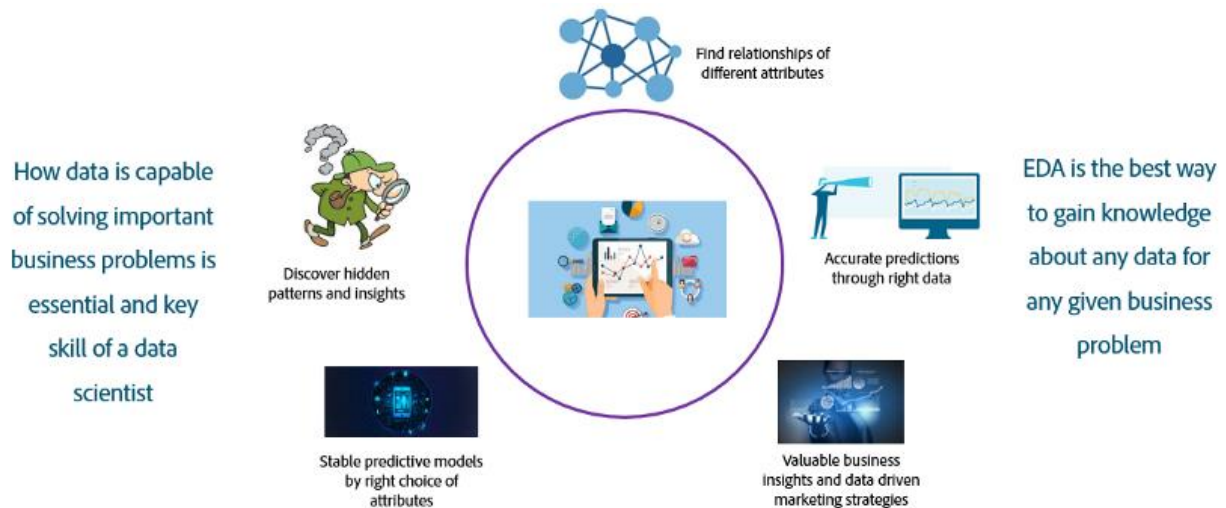 Find relationships of
different attributes
How data is capable
of solving important
business problems is
essential and key
skill of a data
scientist
Discover hidden
patterns and insights
Accurate predictions
through right data
EDA is the best way
to gain knowledge
about any data for
any given business
problem
Stable predictive models
by right choice of
attributes
Valuable business
insights and data driven
marketing strategies